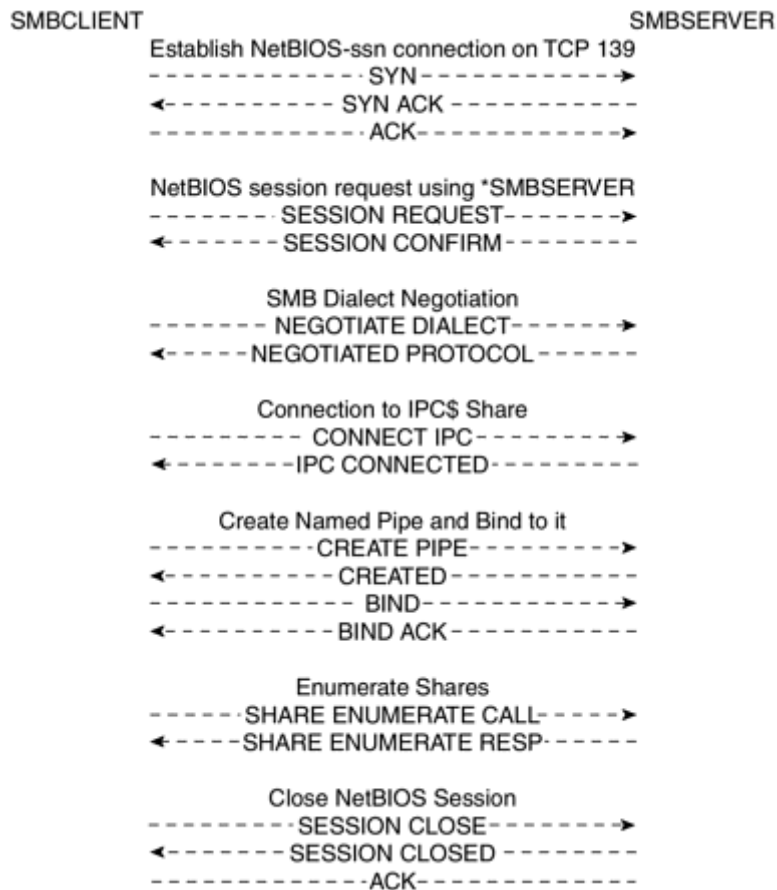 SMBCLIENT SMBSERVER
Establish NetBIOS-ssn connection on TCP 139
SYN
SYN ACK
ACK
NetBIOS session request using *SMBSERVER
SESSION REQUEST
SESSION CONFIRM
SMB Dialect Negotiation
NEGOTIATE DIALECT
NEGOTIATED PROTOCOL
Connection to IPC$ Share
CONNECT IPC
IPC CONNECTED
Create Named Pipe and Bind to it
CREATE PIPE
CREATED
BIND
BIND ACK
Enumerate Shares
SHARE ENUMERATE CALL
SHARE ENUMERATE RESP
Close NetBIOS Session
SESSION CLOSE
SESSION CLOSED
ACK